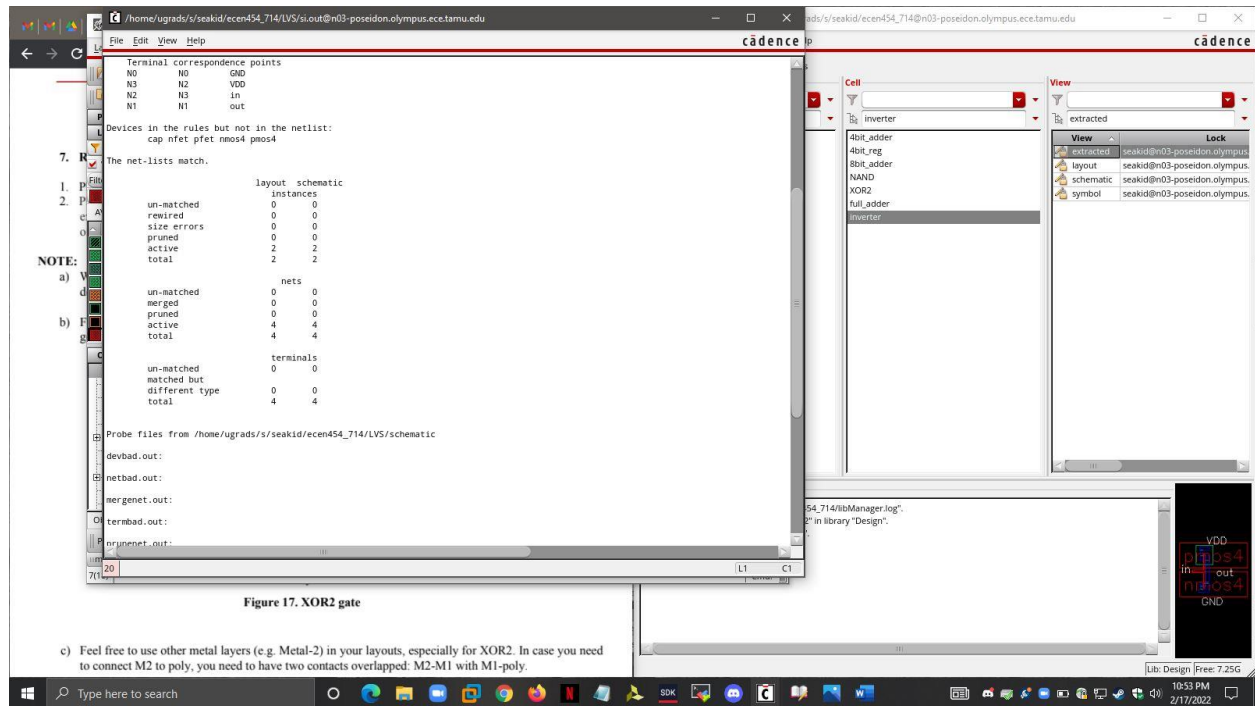 /home/ugrads/s/seakid/ecen454_714/LVS/si.out@n03-poseidon.olympus.ece.tamu.edu
File Edit View Help
cādence
Terminal correspondence points
N0 N0 GND
N3 N2 VDD
N2 N3 in
N1 N1 out
Devices in the rules but not in the netlist:
cap nfet pfet nmos4 pmos4
The net-lists match.
layout schematic
instances
un-matched 0 0
rewired 0 0
size errors 0 0
pruned 0 0
active 2 2
total 2 2
nets
un-matched 0 0
merged 0 0
pruned 0 0
active 4 4
total 4 4
terminals
un-matched 0 0
matched but
different type 0 0
total 4 4
Probe files from /home/ugrads/s/seakid/ecen454_714/LVS/schematic
devbad.out:
netbad.out:
mergenet.out:
termbad.out:
prunenet.out:
20
L1 C1
ads/s/seakid/ecen454_714@n03-poseidon.olympus.ece.tamu.edu
cādence
Cell
inverter
4bit_adder
4bit_reg
8bit_adder
NAND
XOR2
full_adder
inverter
View
extracted
View Lock
extracted seakid@n03-poseidon.olympus.
layout seakid@n03-poseidon.olympus.
schematic seakid@n03-poseidon.olympus.
symbol seakid@n03-poseidon.olympus.
54_714/libManager.log".
2" in library "Design".
VDD
pmos4
in
out
nmos4
GND
Lib: Design Free: 7.25G
7. R
1. P
2. P
NOTE:
a) W
b) F
Figure 17. XOR2 gate
c) Feel free to use other metal layers (e.g. Metal-2) in your layouts, especially for XOR2. In case you need
to connect M2 to poly, you need to have two contacts overlapped: M2-M1 with M1-poly.
Type here to search
SDK
10:53 PM
2/17/2022